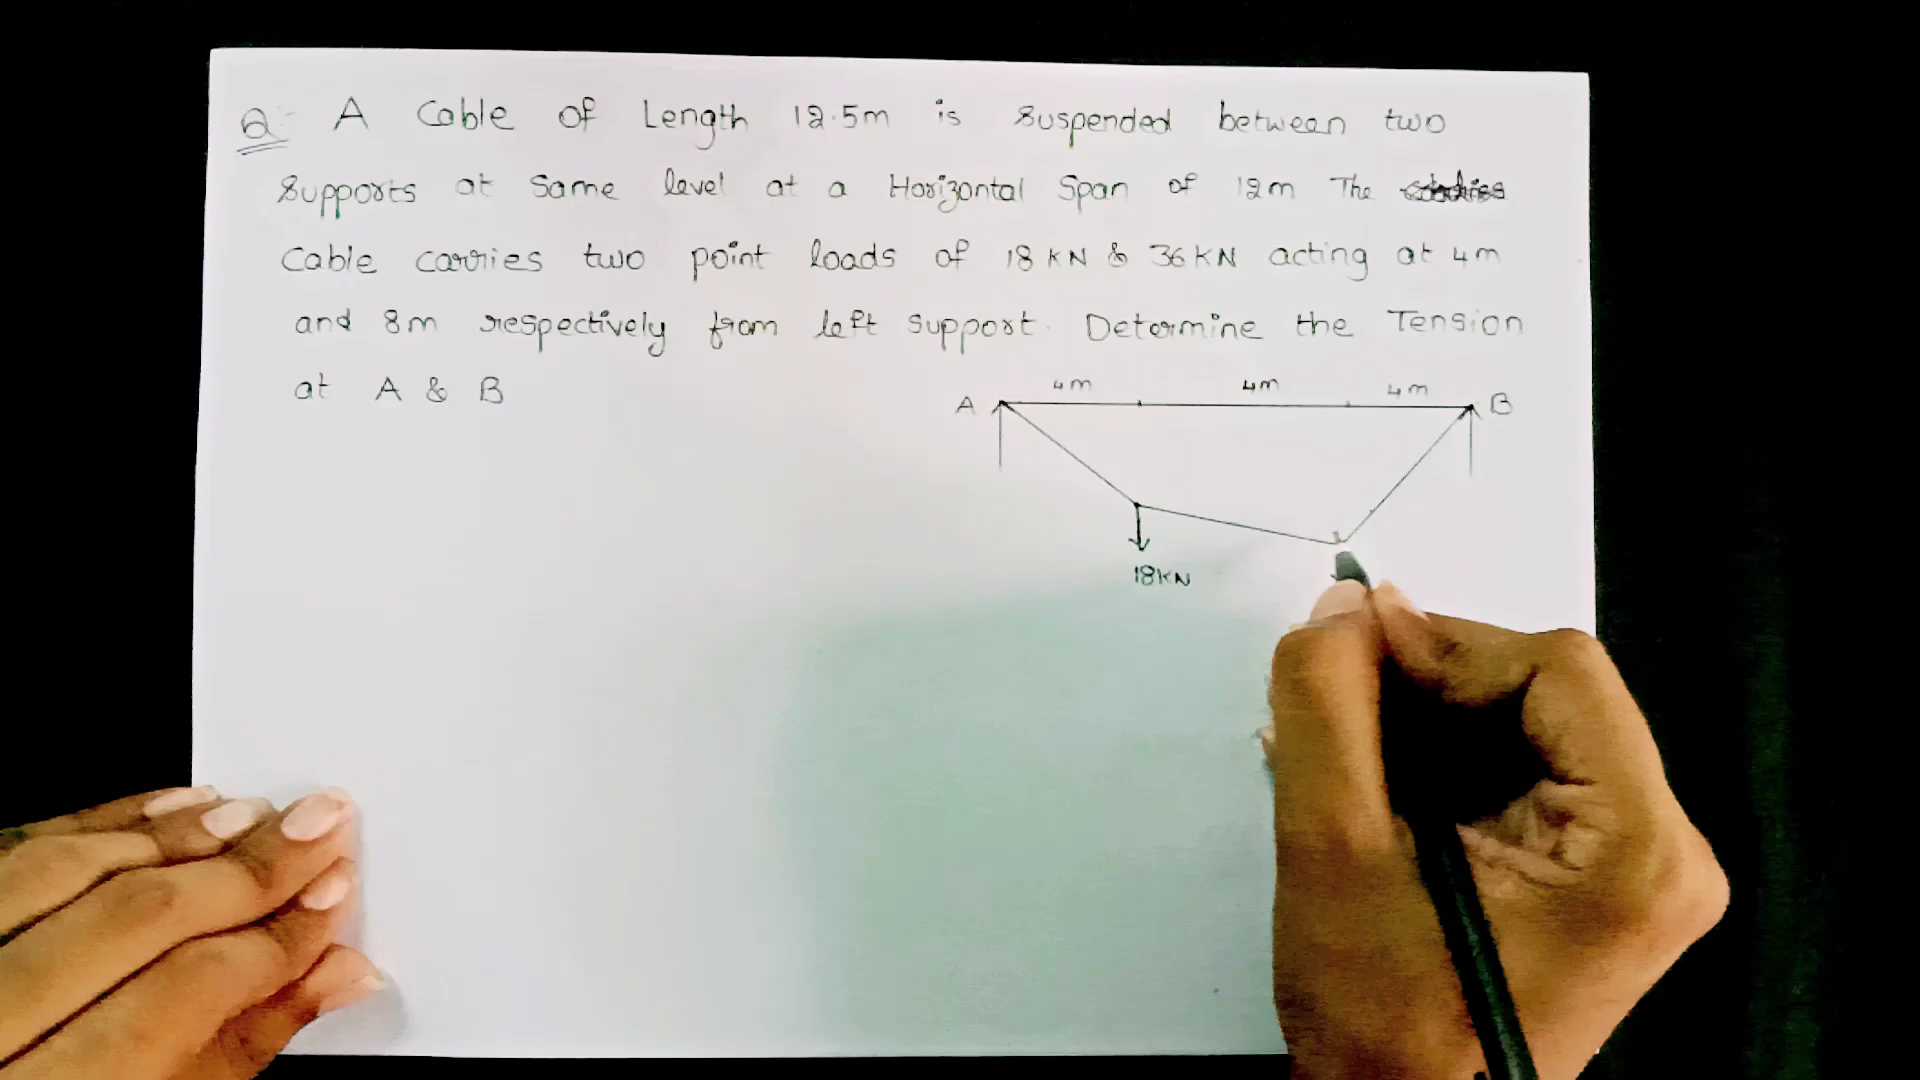 Q A Cable of Length 12.5m is suspended between two
supports at same level at a Horizontal Span of 12m The
Cable carries two point loads of 18 KN & 36 KN acting at 4m
and 8m respectively from left support. Determine the Tension
at A & B
4m 4m 4m
A B
18KN